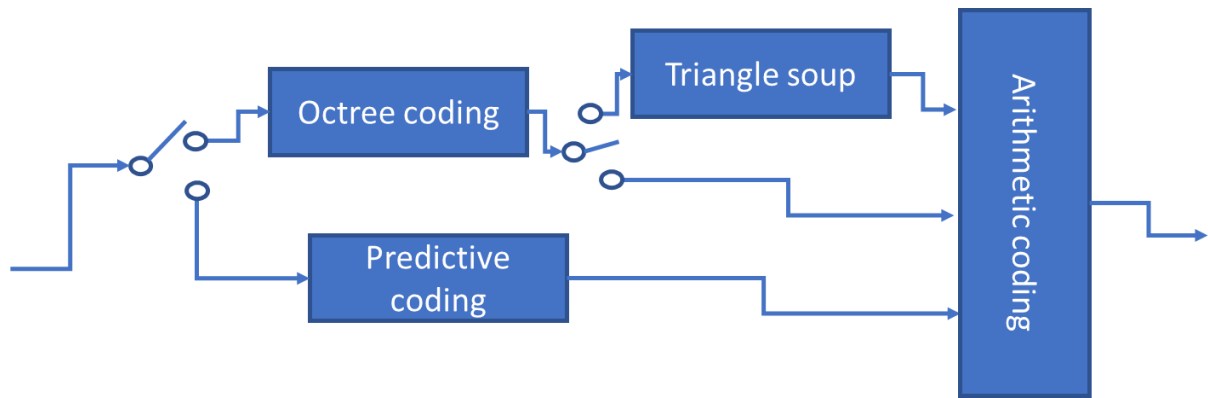 Triangle soup
Octree coding
Predictive
coding
Arithmetic coding